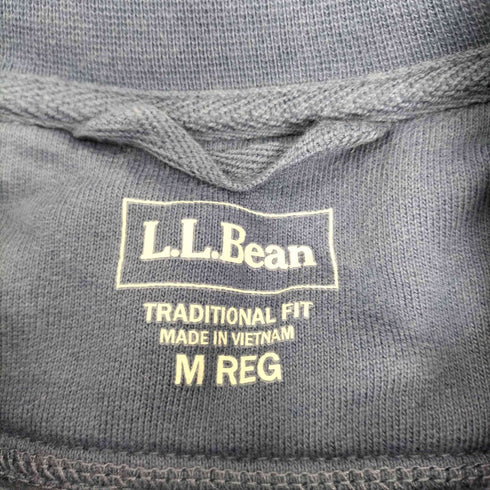 L.L.Bean
TRADITIONAL FIT
MADE IN VIETNAM
M REG